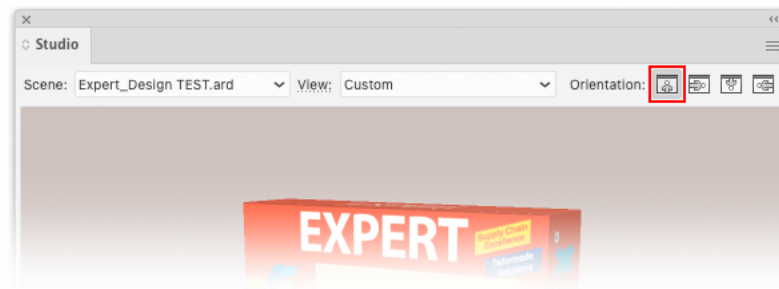 Studio
Scene: Expert_Design TEST.ard View: Custom Orientation:
EXPERT
Supply Chain
Excellence
Tailormade
Solutions